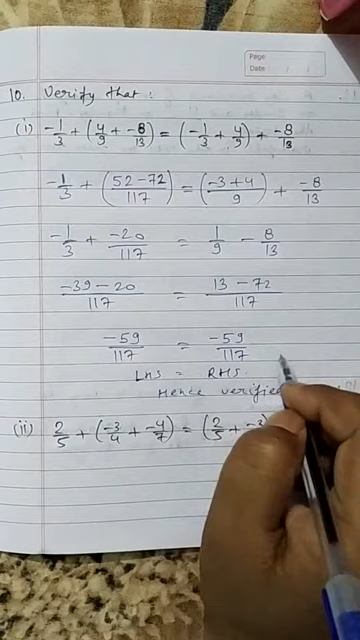 Page
Date
10. Verify that :
(i) -1/3 + (4/9 + -8/13) = (-1/3 + 4/9) + -8/13
-1/3 + (52-72/117) = (-3+4/9) + -8/13
-1/3 + -20/117 = 1/9 - 8/13
-39-20/117 = 13-72/117
-59/117 = -59/117
LHS = RHS.
Hence verified
(ii) 2/5 + (-3/4 + -4/7) = (2/5 + -3